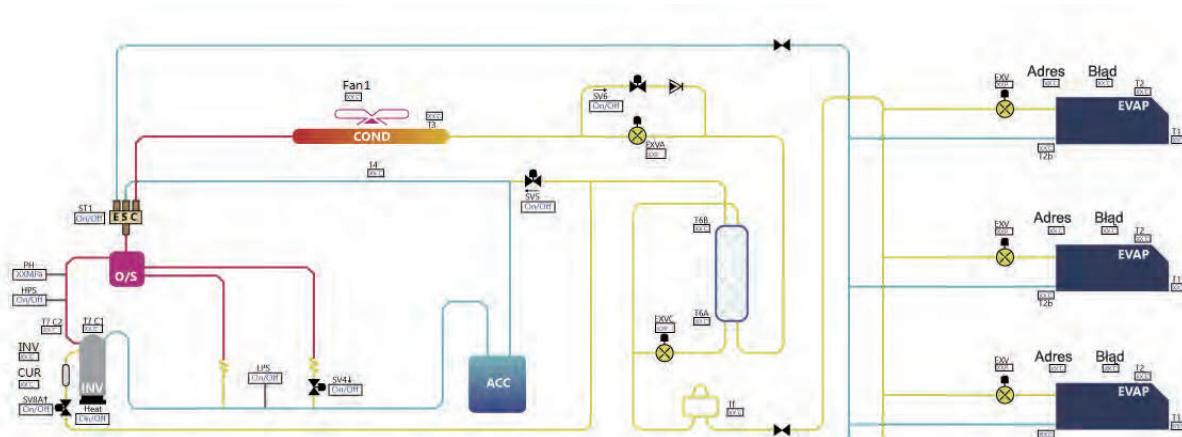 Fan1
T3
COND
SV6
On/Off
EXVA
T4
SV5
On/Off
ST1
On/Off
E S C
O/S
PH
XXMPa
HPS
On/Off
T7 C2
T7 C1
INV
CUR
INV
Heat
On/Off
SV8A↑
On/Off
LPS
On/Off
SV4↓
On/Off
ACC
T6B
T6A
EXVC
Tf
EXV
Adres
Błąd
T2
EVAP
T1
T2b
EXV
Adres
Błąd
T2
EVAP
T1
T2b
EXV
Adres
Błąd
T2
EVAP
T1